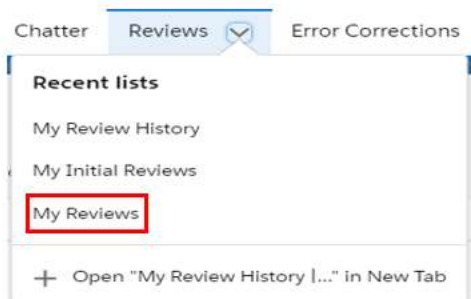 Chatter Reviews Error Corrections
Recent lists
My Review History
My Initial Reviews
My Reviews
+ Open "My Review History |..." in New Tab